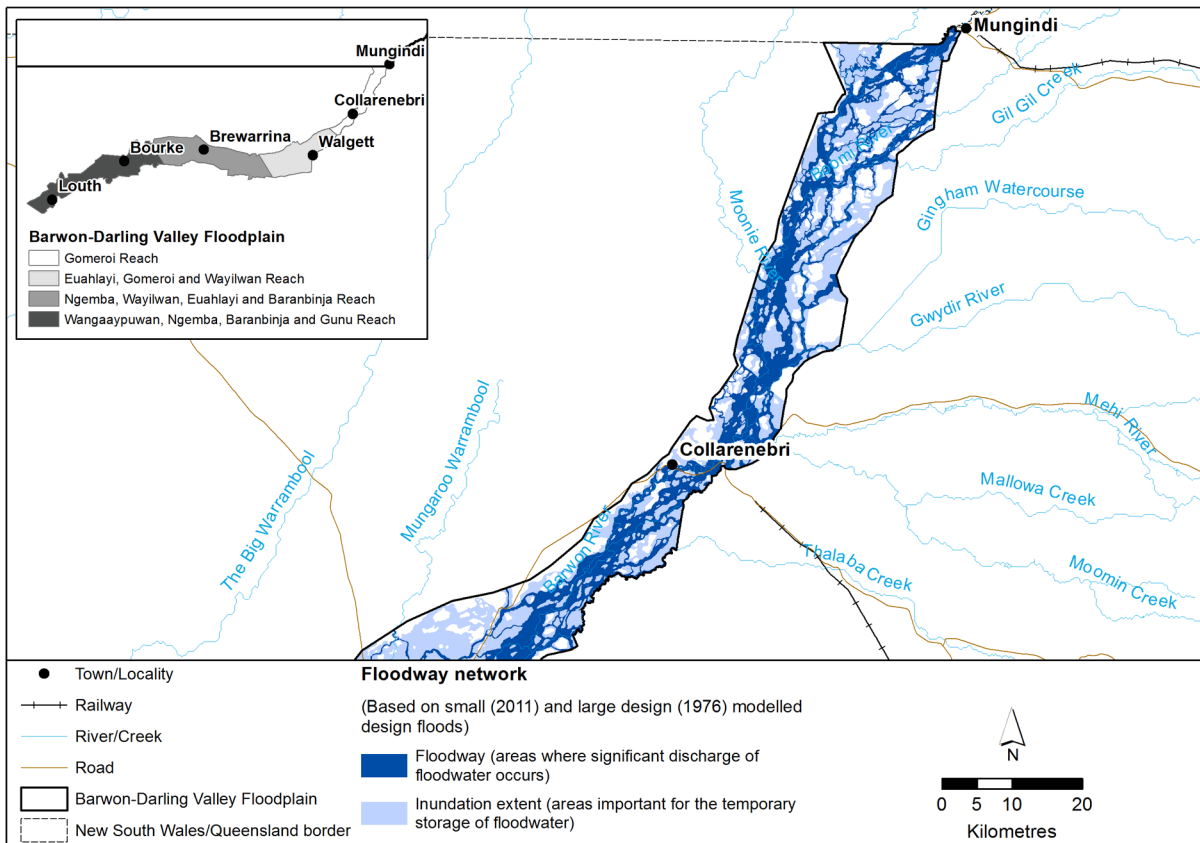 Mungindi
Collarenebri
Brewarrina
Walgett
Bourke
Louth
Barwon-Darling Valley Floodplain
Gomeroi Reach
Euahlayi, Gomeroi and Wayilwan Reach
Ngemba, Wayilwan, Euahlayi and Baranbinja Reach
Wangaaypuwan, Ngemba, Baranbinja and Gunu Reach
Mungindi
Gil Gil Creek
Boomi River
Gingham Watercourse
Moonie River
Gwydir River
Mehi River
Collarenebri
Mallowa Creek
Mungaroo Warrambool
The Big Warrambool
Barwon River
Thalaba Creek
Moomin Creek
Town/Locality
Railway
River/Creek
Road
Barwon-Darling Valley Floodplain
New South Wales/Queensland border
Floodway network
(Based on small (2011) and large design (1976) modelled
design floods)
Floodway (areas where significant discharge of
floodwater occurs)
Inundation extent (areas important for the temporary
storage of floodwater)
N
0 5 10 20
Kilometres